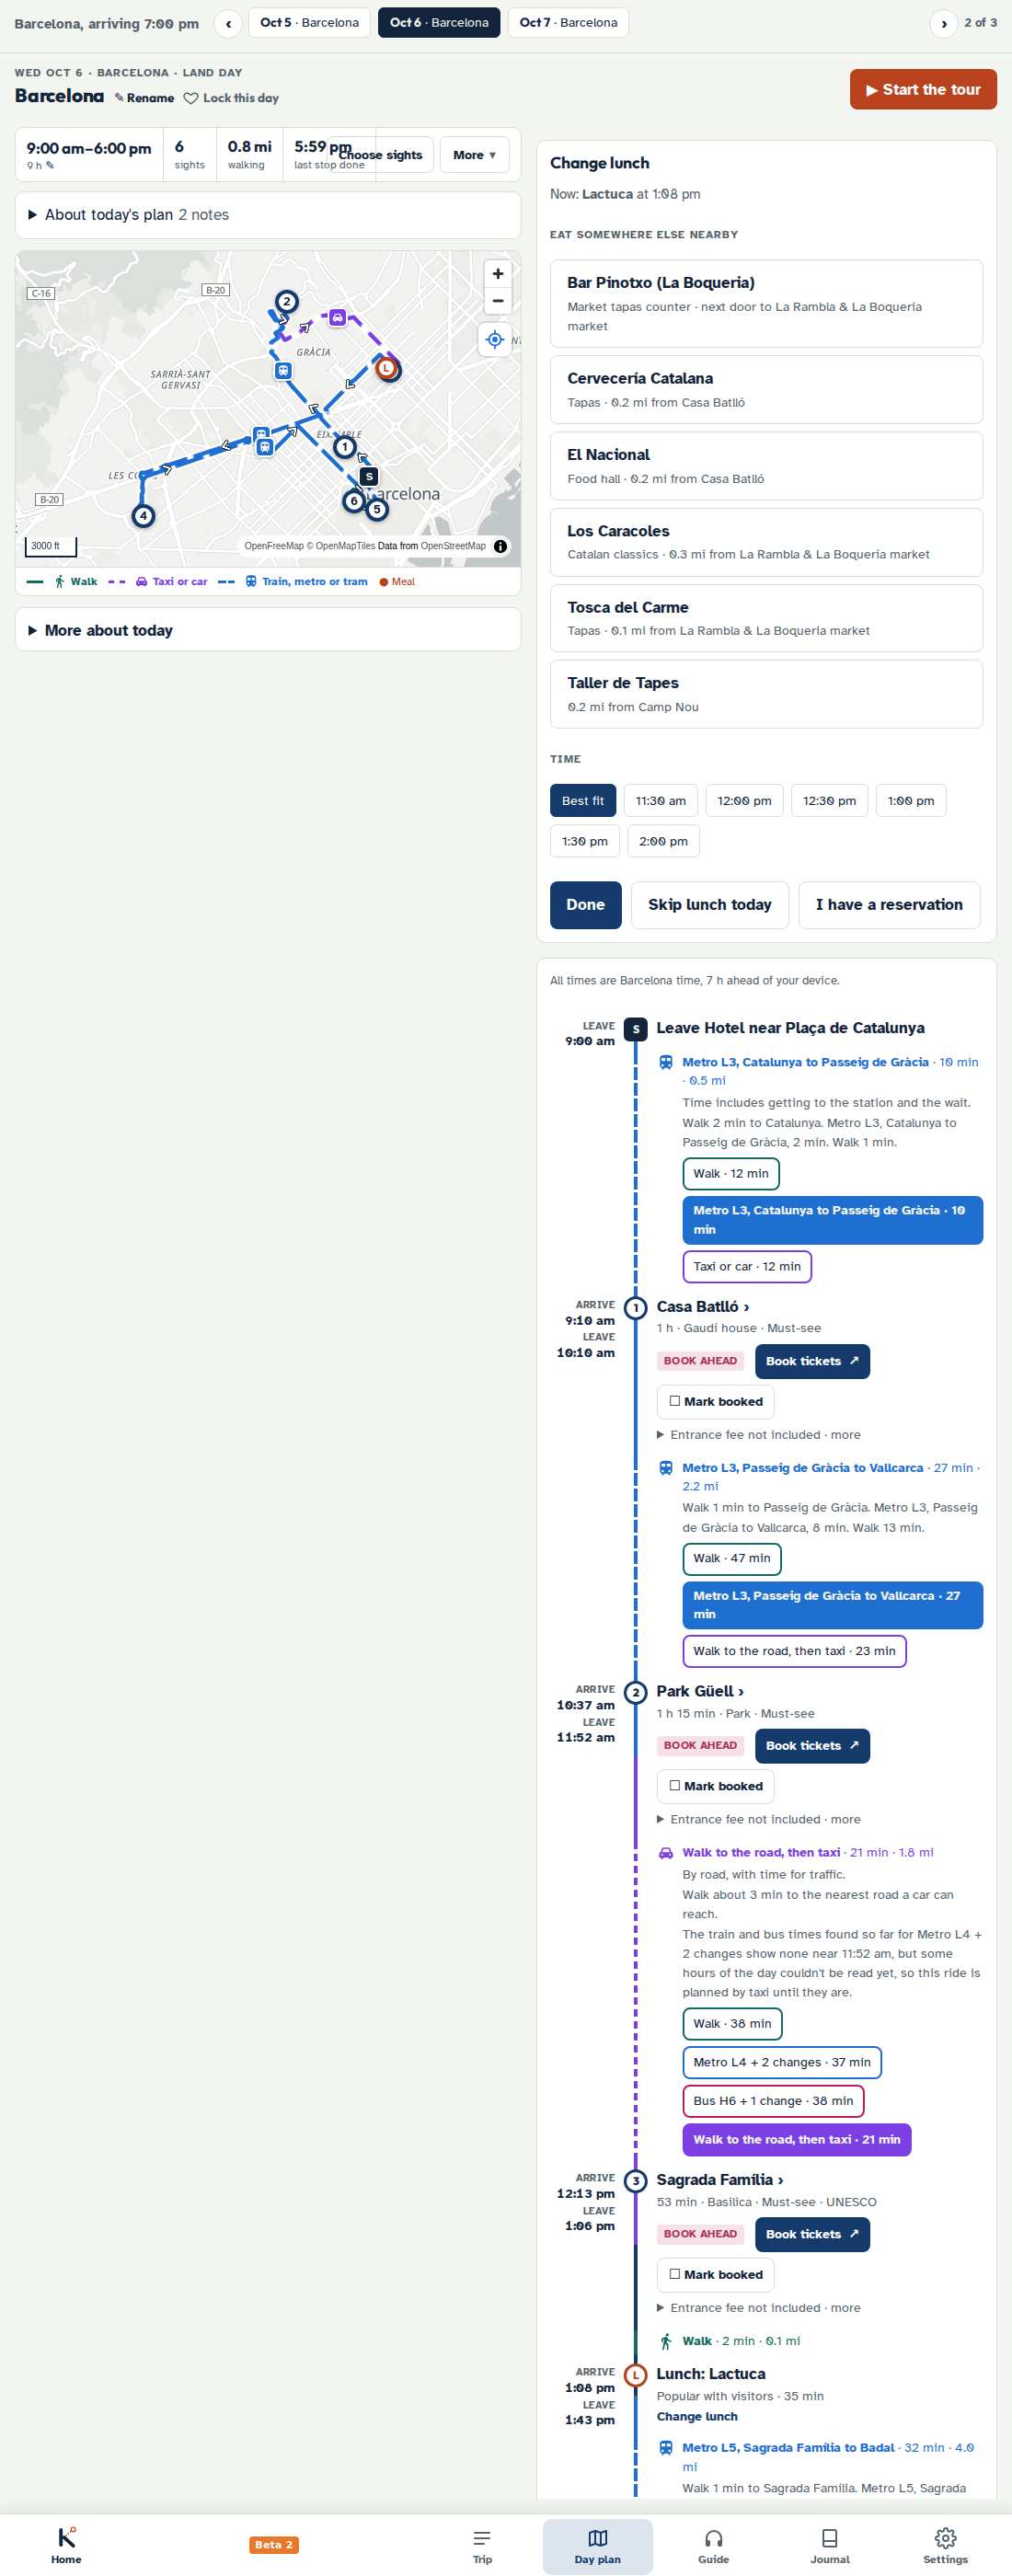 Barcelona, arriving 7:00 pm
‹
Oct 5 · Barcelona
Oct 6 · Barcelona
Oct 7 · Barcelona
›
2 of 3
WED OCT 6 · BARCELONA · LAND DAY
Barcelona
✎ Rename
Lock this day
▶ Start the tour
9:00 am–6:00 pm
9 h ✎
6
sights
0.8 mi
walking
5:59 pm
last stop done
Choose sights
More ▾
About today's plan 2 notes
C-16
B-20
2
GRÀCIA
SARRIÀ-SANT
GERVASI
L
1
S
4
6
5
B-20
+
−
3000 ft
OpenFreeMap © OpenMapTiles Data from OpenStreetMap
Walk
Taxi or car
Train, metro or tram
Meal
More about today
Change lunch
Now: Lactuca at 1:08 pm
EAT SOMEWHERE ELSE NEARBY
Bar Pinotxo (La Boqueria)
Market tapas counter · next door to La Rambla & La Boqueria
market
Cervecería Catalana
Tapas · 0.2 mi from Casa Batlló
El Nacional
Food hall · 0.2 mi from Casa Batlló
Los Caracoles
Catalan classics · 0.3 mi from La Rambla & La Boqueria market
Tosca del Carme
Tapas · 0.1 mi from La Rambla & La Boqueria market
Taller de Tapes
0.2 mi from Camp Nou
TIME
Best fit
11:30 am
12:00 pm
12:30 pm
1:00 pm
1:30 pm
2:00 pm
Done
Skip lunch today
I have a reservation
All times are Barcelona time, 7 h ahead of your device.
LEAVE
9:00 am
S
Leave Hotel near Plaça de Catalunya
Metro L3, Catalunya to Passeig de Gràcia · 10 min
· 0.5 mi
Time includes getting to the station and the wait.
Walk 2 min to Catalunya. Metro L3, Catalunya to
Passeig de Gràcia, 2 min. Walk 1 min.
Walk · 12 min
Metro L3, Catalunya to Passeig de Gràcia · 10
min
Taxi or car · 12 min
ARRIVE
9:10 am
LEAVE
10:10 am
1
Casa Batlló ›
1 h · Gaudí house · Must-see
BOOK AHEAD
Book tickets ↗
Mark booked
Entrance fee not included · more
Metro L3, Passeig de Gràcia to Vallcarca · 27 min ·
2.2 mi
Walk 1 min to Passeig de Gràcia. Metro L3, Passeig
de Gràcia to Vallcarca, 8 min. Walk 13 min.
Walk · 47 min
Metro L3, Passeig de Gràcia to Vallcarca · 27
min
Walk to the road, then taxi · 23 min
ARRIVE
10:37 am
LEAVE
11:52 am
2
Park Güell ›
1 h 15 min · Park · Must-see
BOOK AHEAD
Book tickets ↗
Mark booked
Entrance fee not included · more
Walk to the road, then taxi · 21 min · 1.8 mi
By road, with time for traffic.
Walk about 3 min to the nearest road a car can
reach.
The train and bus times found so far for Metro L4 +
2 changes show none near 11:52 am, but some
hours of the day couldn't be read yet, so this ride is
planned by taxi until they are.
Walk · 38 min
Metro L4 + 2 changes · 37 min
Bus H6 + 1 change · 38 min
Walk to the road, then taxi · 21 min
ARRIVE
12:13 pm
LEAVE
1:06 pm
3
Sagrada Família ›
53 min · Basilica · Must-see · UNESCO
BOOK AHEAD
Book tickets ↗
Mark booked
Entrance fee not included · more
Walk · 2 min · 0.1 mi
ARRIVE
1:08 pm
LEAVE
1:43 pm
L
Lunch: Lactuca
Popular with visitors · 35 min
Change lunch
Metro L5, Sagrada Família to Badal · 32 min · 4.0
mi
Walk 1 min to Sagrada Família. Metro L5, Sagrada
Home
Beta 2
Trip
Day plan
Guide
Journal
Settings